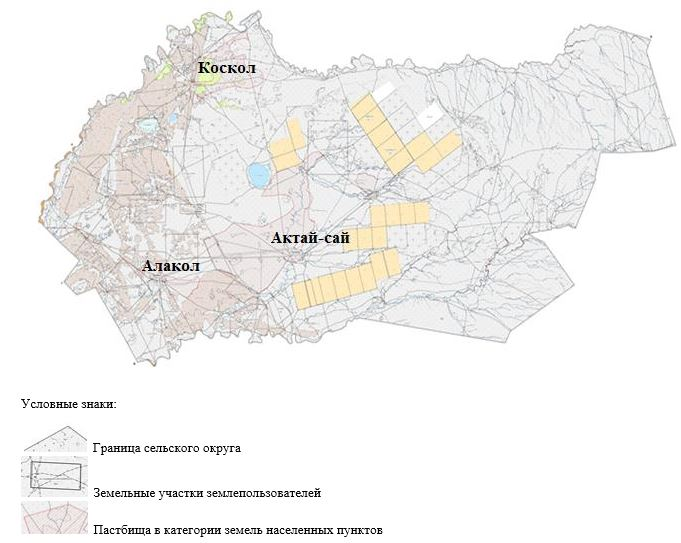 Коскол
Актай-сай
Алакол
Условные знаки:
Граница сельского округа
Земельные участки землепользователей
Пастбища в категории земель населенных пунктов